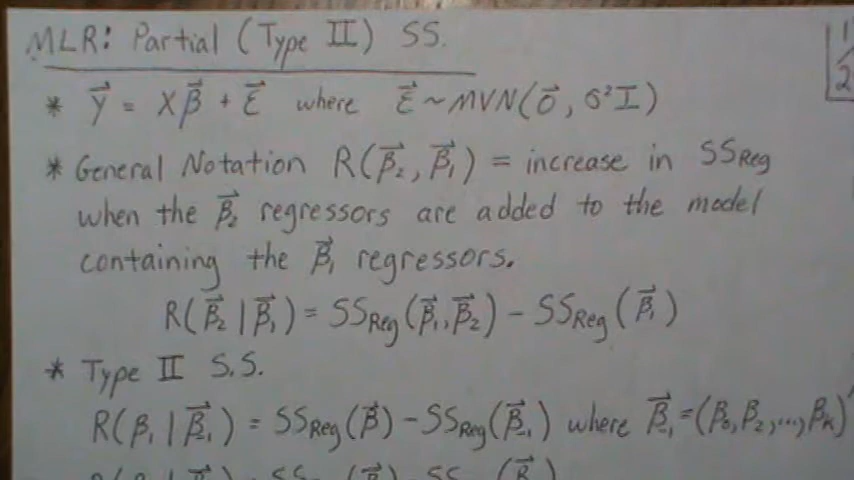 MLR: Partial (Type II) SS.
* Y⃗ = Xβ⃗ + ε⃗ where ε⃗ ~ MVN(0⃗, σ²I)
* General Notation R(β⃗₂, β⃗₁) = increase in SSReg
when the β⃗₂ regressors are added to the model
containing the β⃗₁ regressors.
R(β⃗₂ | β⃗₁) = SSReg(β⃗₁, β⃗₂) - SSReg(β⃗₁)
* Type II S.S.
R(β₁ | β⃗₋₁) = SSReg(β⃗) - SSReg(β⃗₋₁) where β⃗₋₁ = (β₀, β₂, ..., βₖ)'
1/2